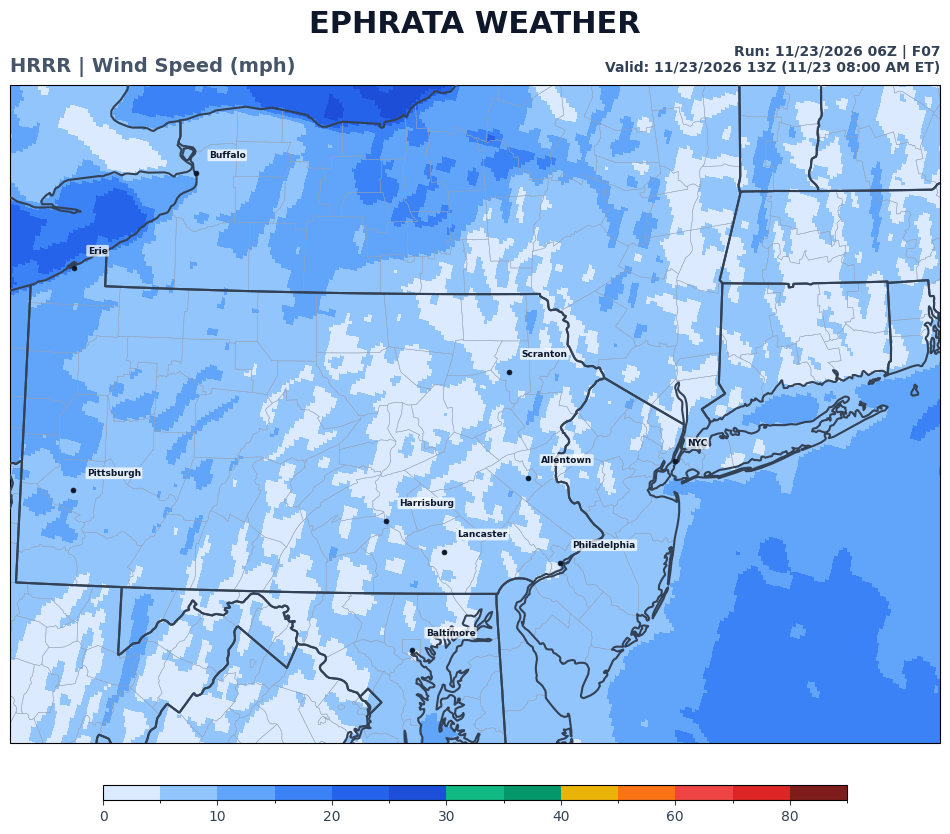 EPHRATA WEATHER
HRRR | Wind Speed (mph)
Run: 11/23/2026 06Z | F07
Valid: 11/23/2026 13Z (11/23 08:00 AM ET)
Buffalo
Erie
Scranton
NYC
Allentown
Pittsburgh
Harrisburg
Lancaster
Philadelphia
Baltimore
0 10 20 30 40 60 80